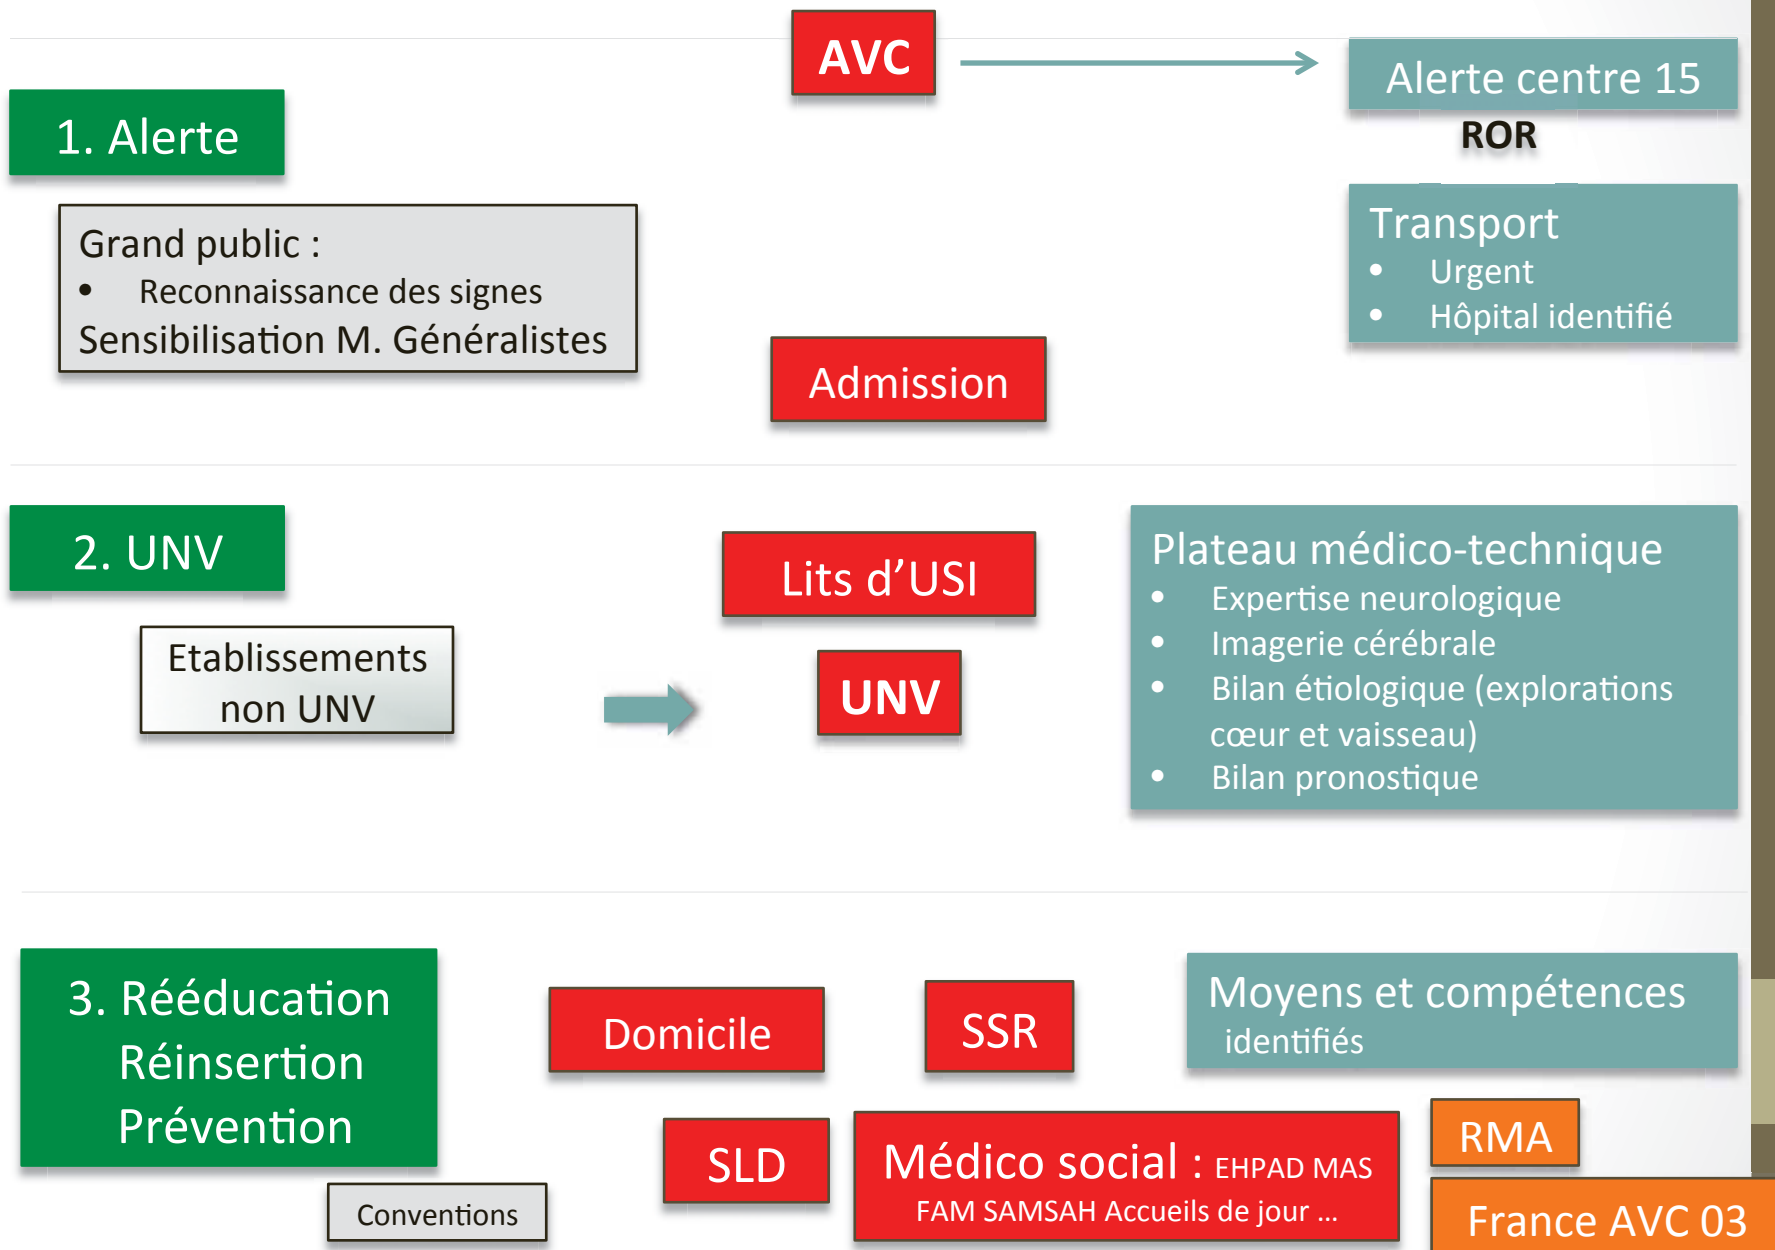 AVC
Alerte centre 15
ROR
1. Alerte
Grand public :
• Reconnaissance des signes
Sensibilisation M. Généralistes
Transport
• Urgent
• Hôpital identifié
Admission
2. UNV
Etablissements
non UNV
Lits d’USI
UNV
Plateau médico-technique
• Expertise neurologique
• Imagerie cérébrale
• Bilan étiologique (explorations
cœur et vaisseau)
• Bilan pronostique
3. Rééducation
Réinsertion
Prévention
Conventions
Domicile
SSR
Moyens et compétences
identifiés
SLD
Médico social : EHPAD MAS
FAM SAMSAH Accueils de jour ...
RMA
France AVC 03